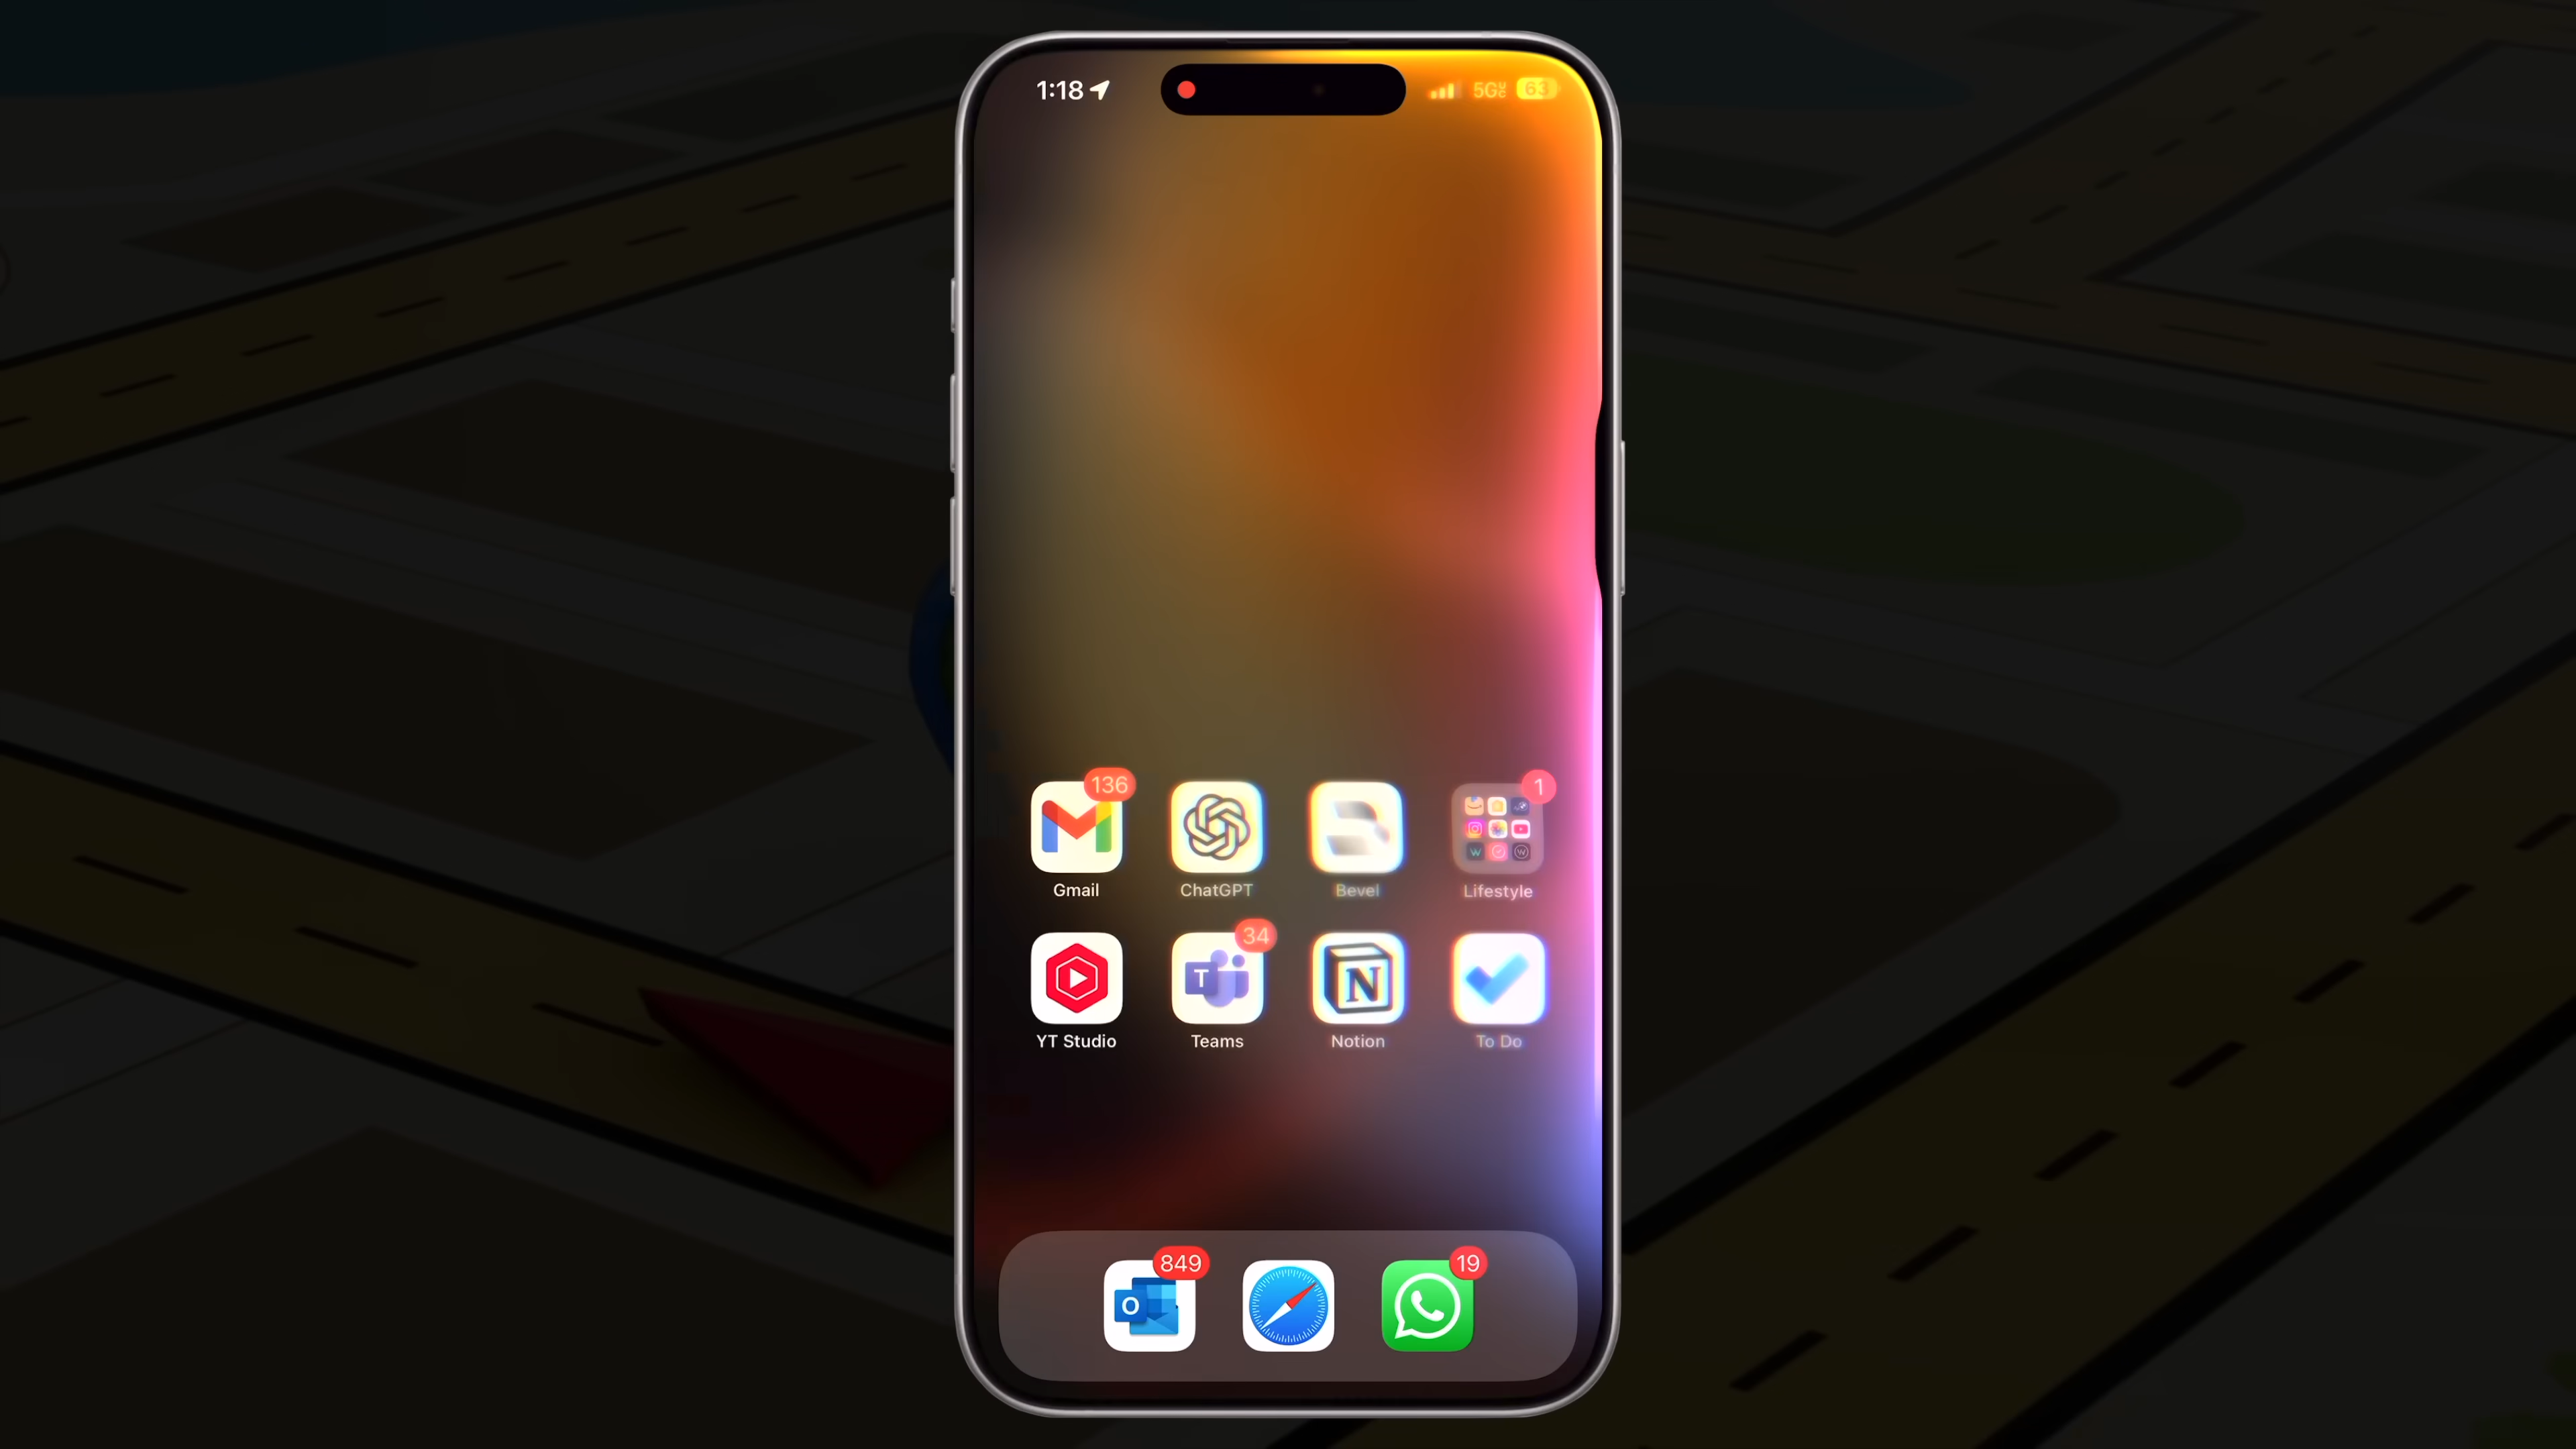 1:18 5G 63
136 1
Gmail ChatGPT Bevel Lifestyle
34
T N
YT Studio Teams Notion To Do
849 19
O